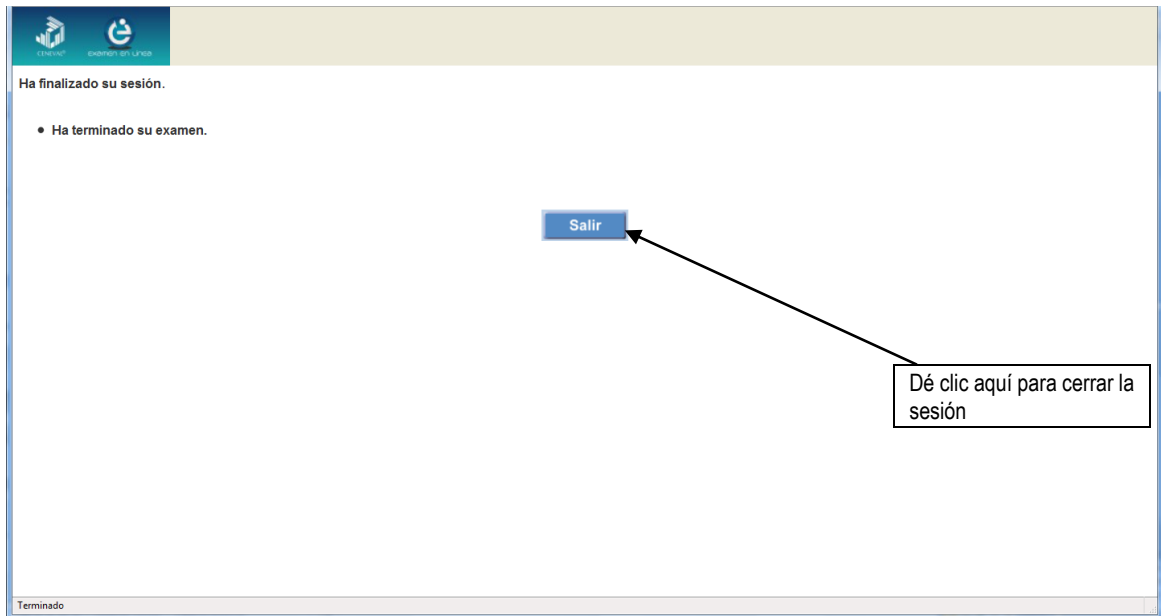 CENEVAL®
examen en línea
Ha finalizado su sesión.
• Ha terminado su examen.
Salir
Dé clic aquí para cerrar la
sesión
Terminado